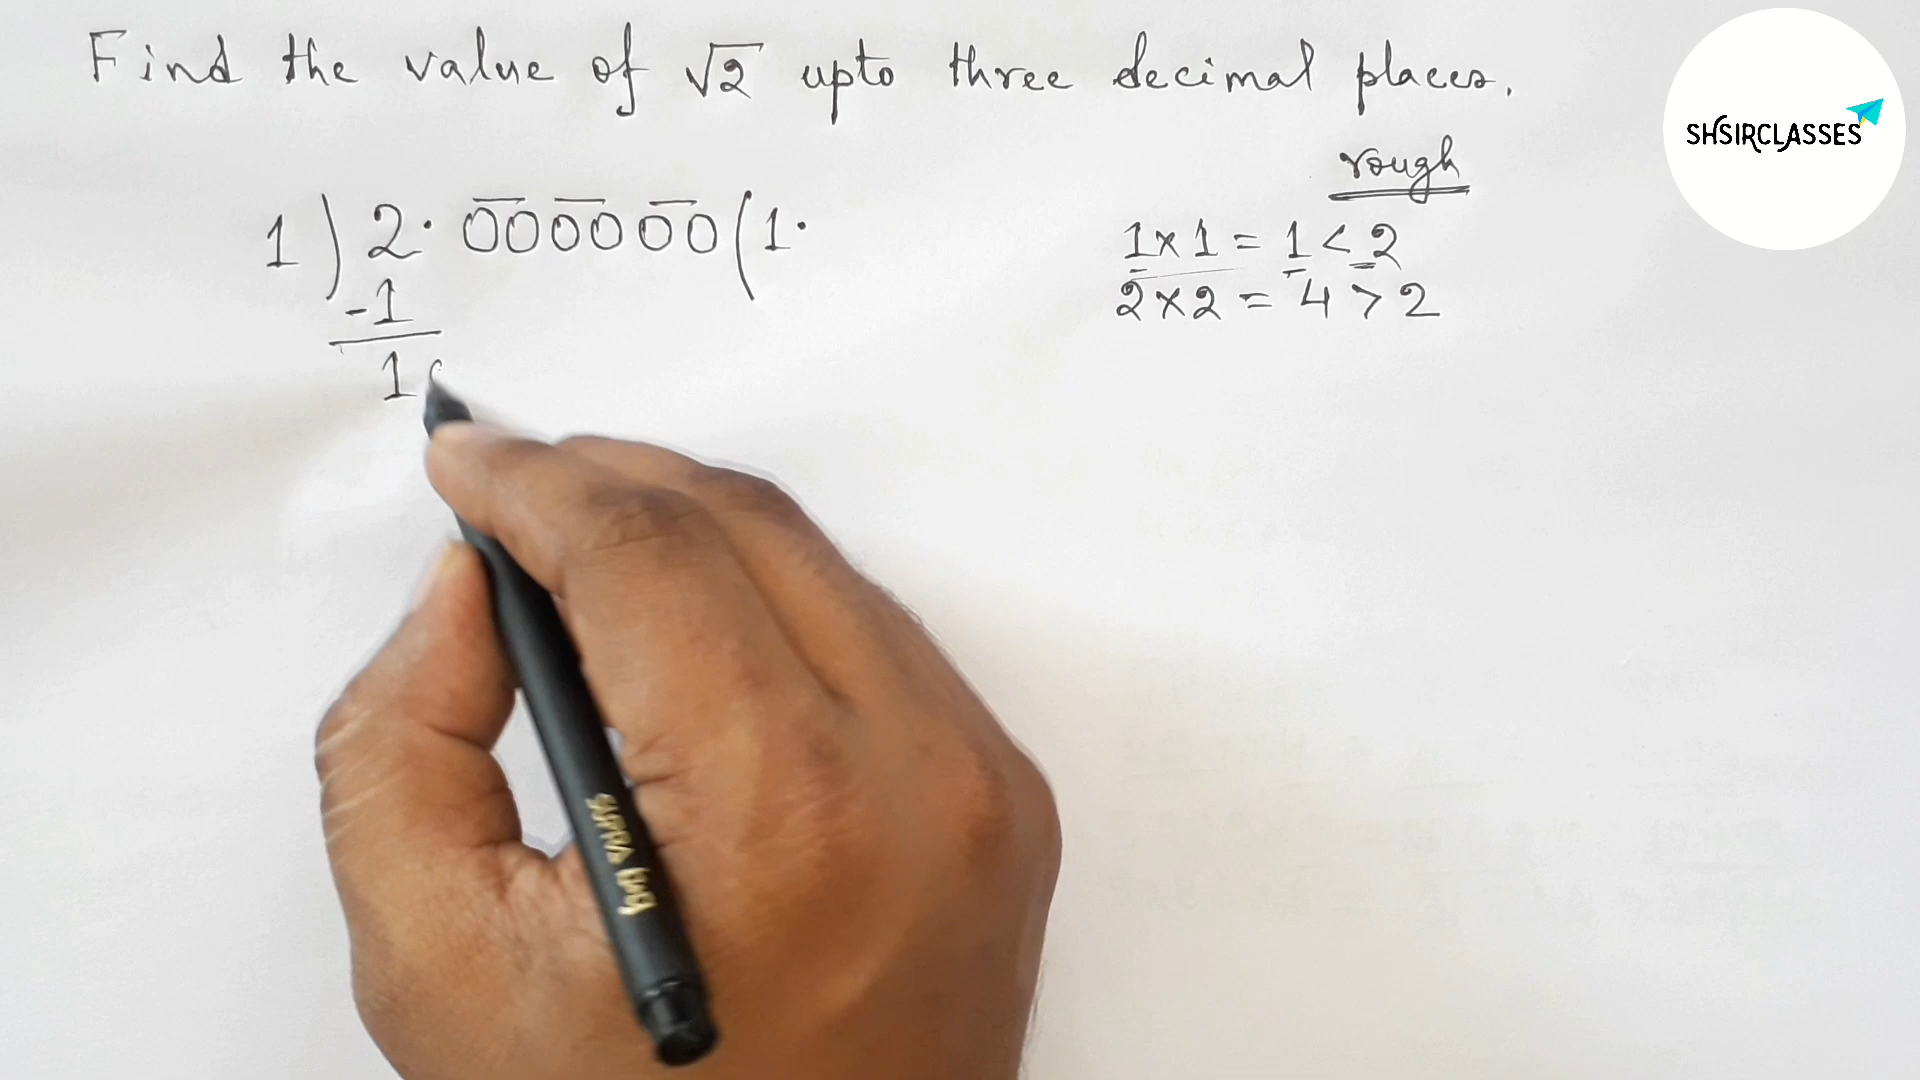 Find the value of √2 upto three decimal places.
SHSIRCLASSES
rough
1) 2. 00 00 00 (1.
1 x 1 = 1 < 2
-1
2 x 2 = 4 > 2
1